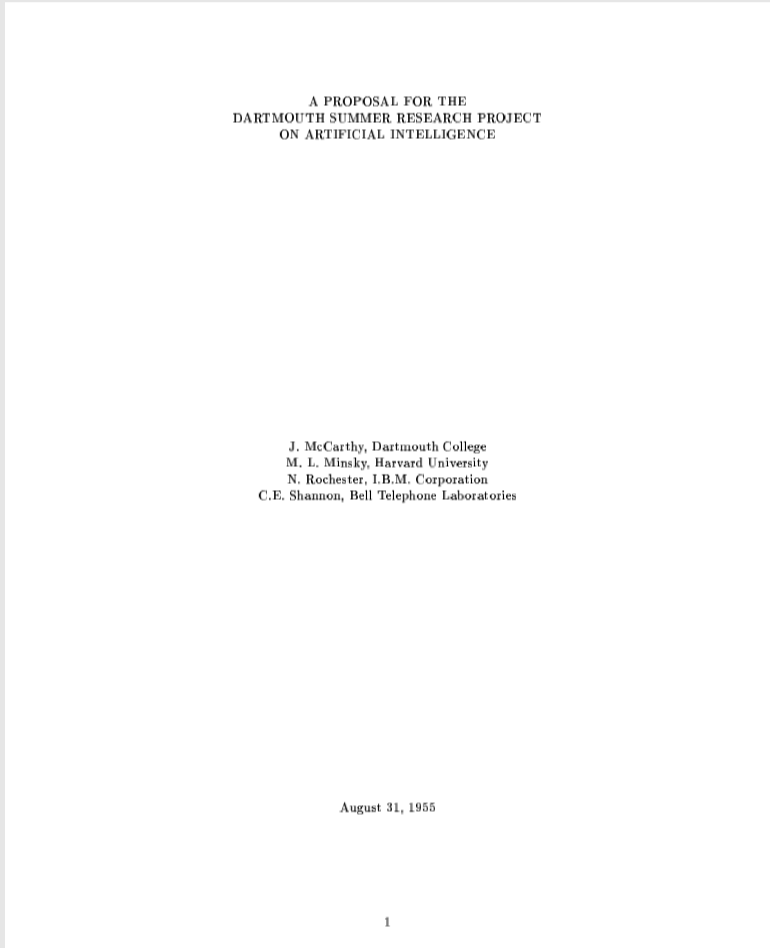 A PROPOSAL FOR THE
DARTMOUTH SUMMER RESEARCH PROJECT
ON ARTIFICIAL INTELLIGENCE
J. McCarthy, Dartmouth College
M. L. Minsky, Harvard University
N. Rochester, I.B.M. Corporation
C.E. Shannon, Bell Telephone Laboratories
August 31, 1955
1